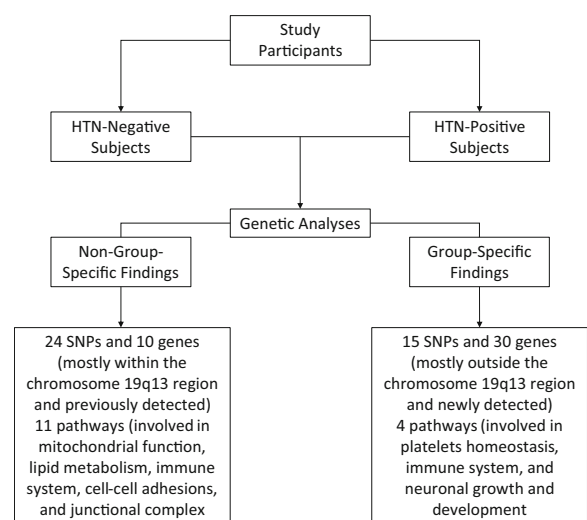 Study
Participants
HTN-Negative
Subjects
HTN-Positive
Subjects
Genetic Analyses
Non-Group-
Specific Findings
Group-Specific
Findings
24 SNPs and 10 genes
(mostly within the
chromosome 19q13 region
and previously detected)
11 pathways (involved in
mitochondrial function,
lipid metabolism, immune
system, cell-cell adhesions,
and junctional complex
15 SNPs and 30 genes
(mostly outside the
chromosome 19q13 region
and newly detected)
4 pathways (involved in
platelets homeostasis,
immune system, and
neuronal growth and
development